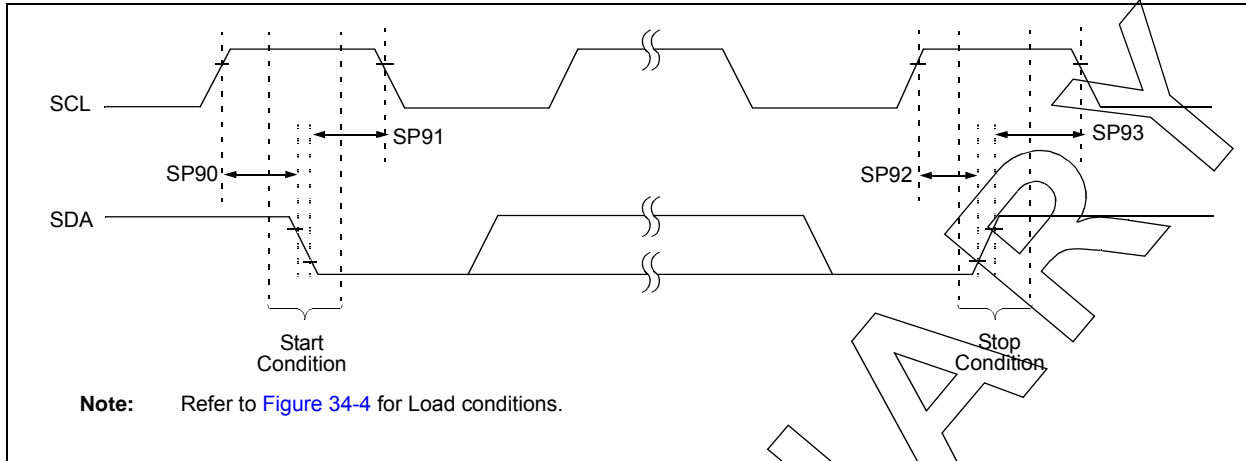 SCL
SP91
SP93
SP90
SP92
SDA
Start
Condition
Stop
Condition
Note: Refer to Figure 34-4 for Load conditions.